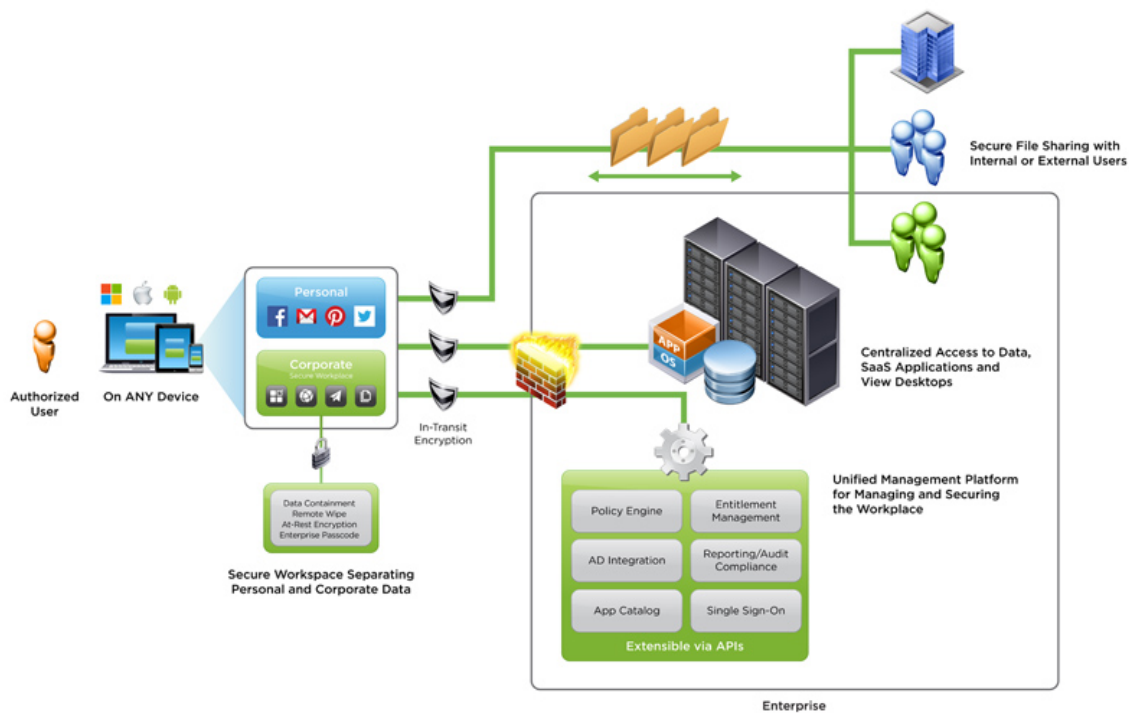 Secure File Sharing with
Internal or External Users
Personal
Corporate
Secure Workplace
APP
OS
Centralized Access to Data,
SaaS Applications and
View Desktops
Authorized
User
On ANY Device
In-Transit
Encryption
Data Containment
Remote Wipe
At-Rest Encryption
Enterprise Passcode
Secure Workspace Separating
Personal and Corporate Data
Policy Engine
Entitlement
Management
AD Integration
Reporting/Audit
Compliance
App Catalog
Single Sign-On
Extensible via APIs
Unified Management Platform
for Managing and Securing
the Workplace
Enterprise